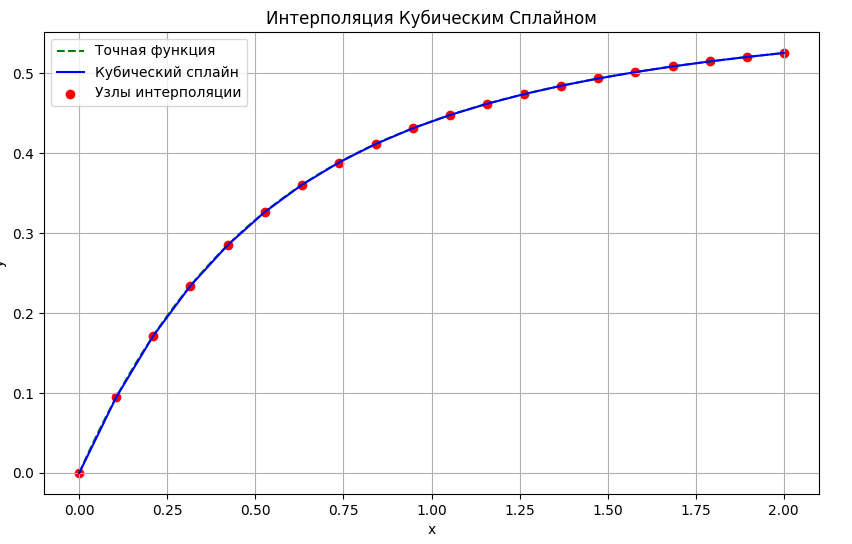 Интерполяция Кубическим Сплайном
Точная функция
Кубический сплайн
Узлы интерполяции
0.5
0.4
0.3
0.2
0.1
0.0
0.00 0.25 0.50 0.75 1.00 1.25 1.50 1.75 2.00
x